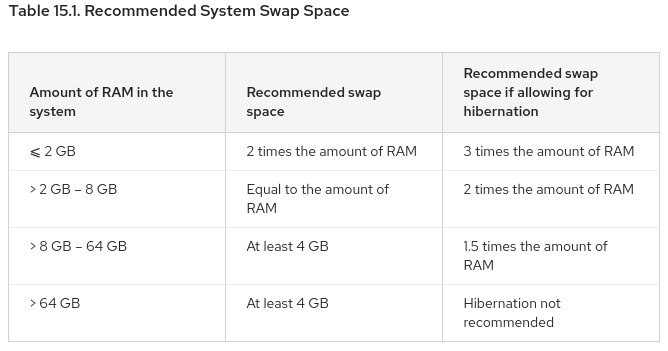 Table 15.1. Recommended System Swap Space
Amount of RAM in the
system
Recommended swap
space
Recommended swap
space if allowing for
hibernation
⩽ 2 GB
2 times the amount of RAM
3 times the amount of RAM
> 2 GB – 8 GB
Equal to the amount of
RAM
2 times the amount of RAM
> 8 GB – 64 GB
At least 4 GB
1.5 times the amount of
RAM
> 64 GB
At least 4 GB
Hibernation not
recommended